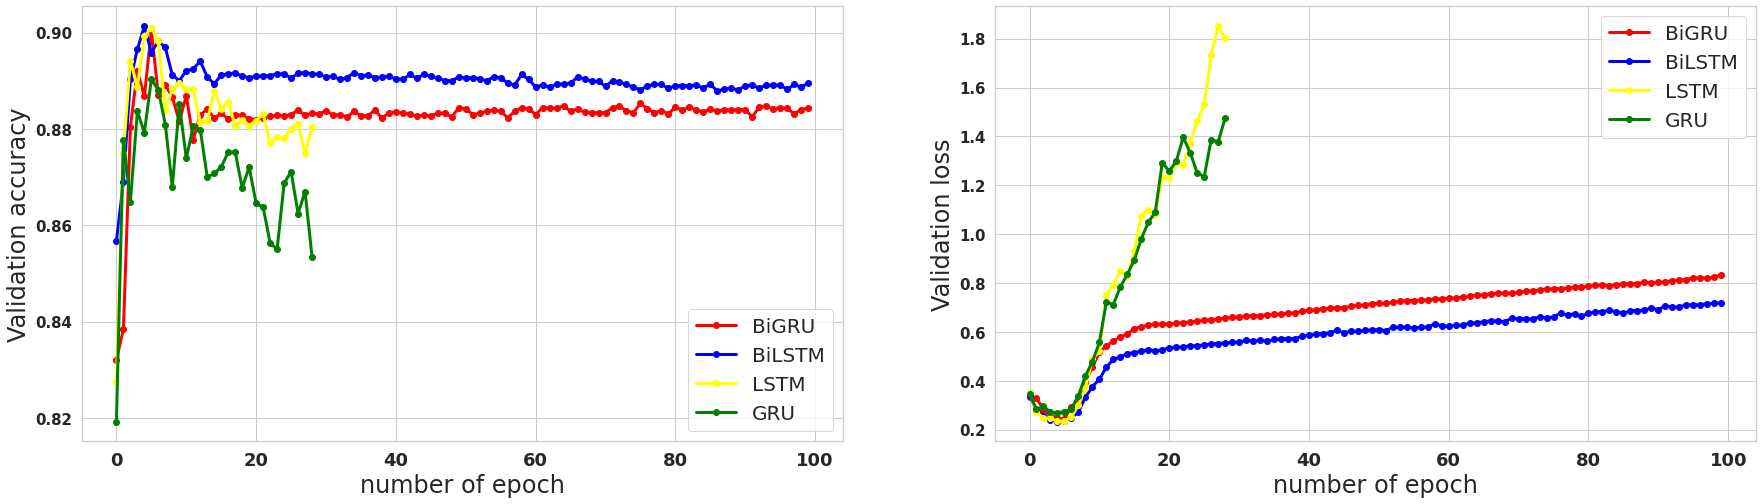 Validation accuracy
0.90
0.88
0.86
0.84
0.82
0 20 40 60 80 100
number of epoch
BiGRU
BiLSTM
LSTM
GRU
Validation loss
1.8
1.6
1.4
1.2
1.0
0.8
0.6
0.4
0.2
0 20 40 60 80 100
number of epoch
BiGRU
BiLSTM
LSTM
GRU